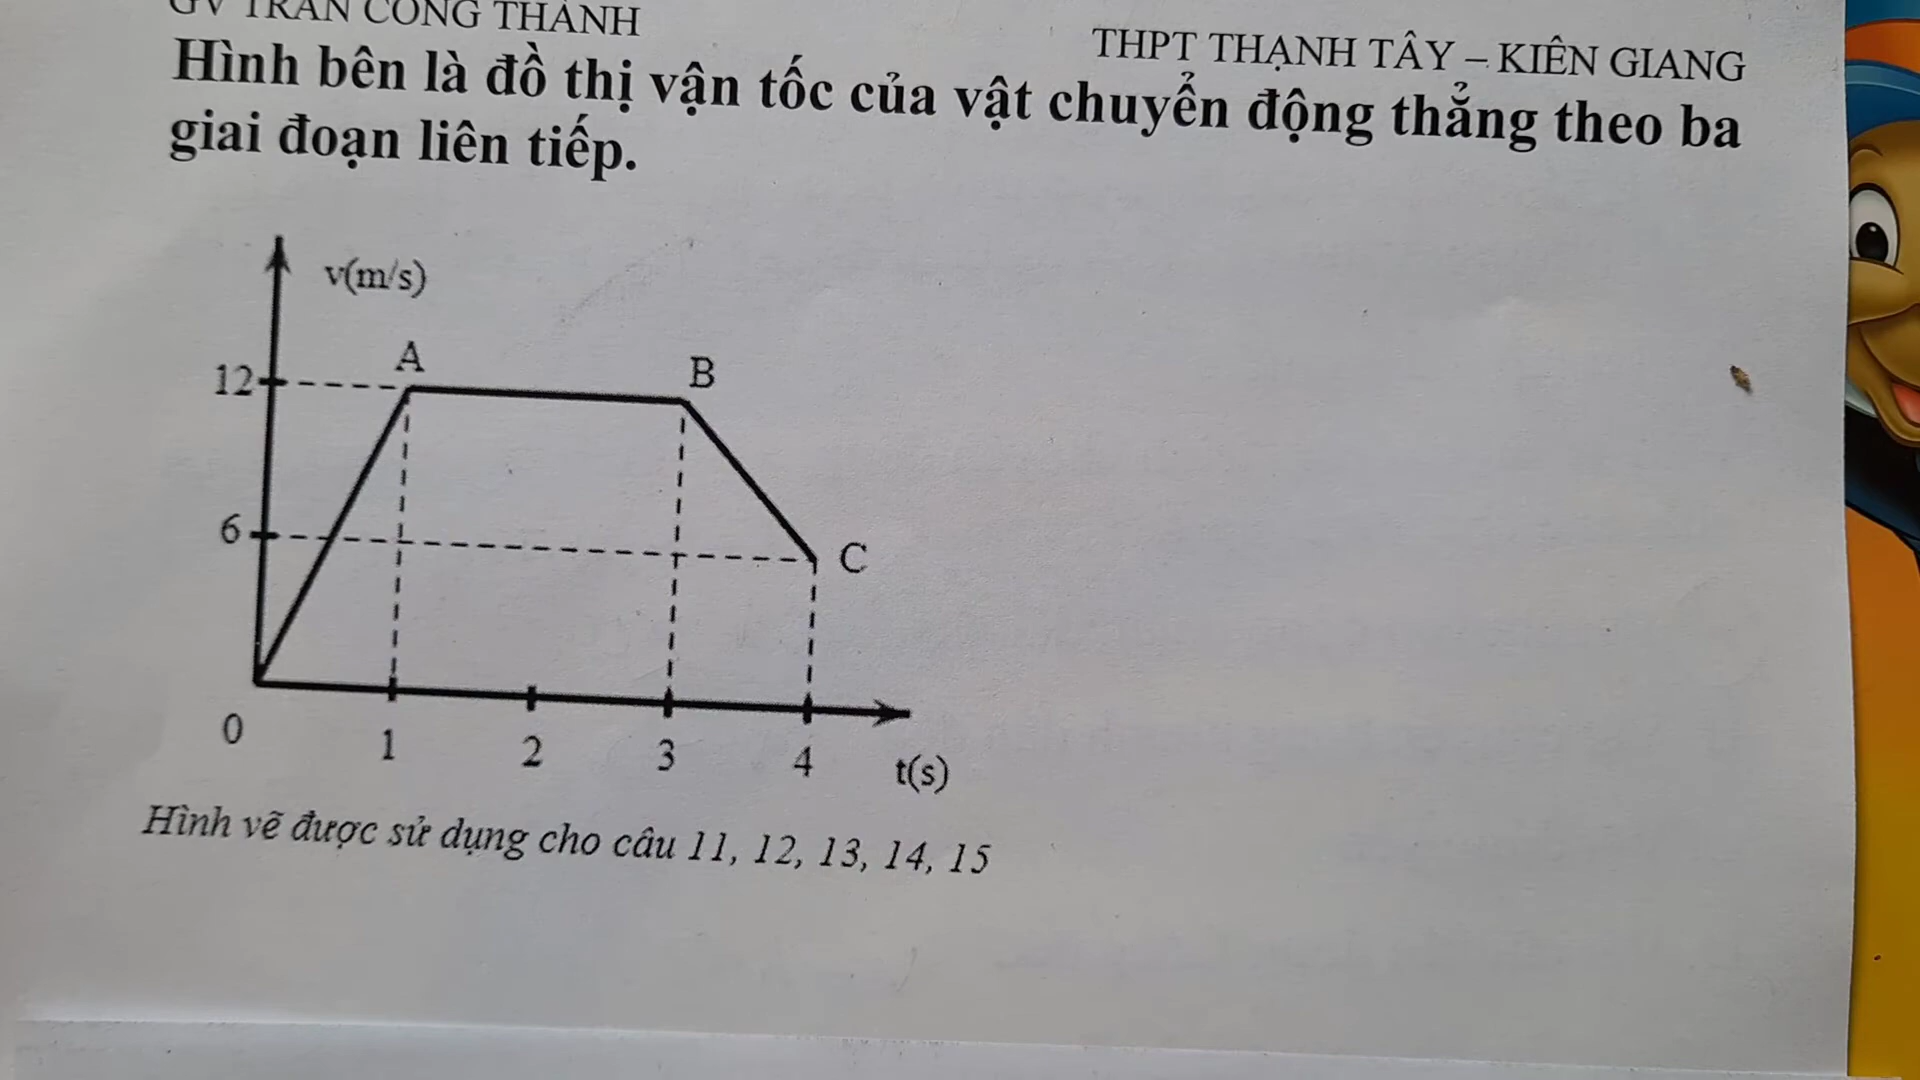 GV TRẦN CÔNG THÀNH
THPT THẠNH TÂY – KIÊN GIANG
Hình bên là đồ thị vận tốc của vật chuyển động thẳng theo ba
giai đoạn liên tiếp.
v(m/s)
A
B
12
6
C
0
1
2
3
4
t(s)
Hình vẽ được sử dụng cho câu 11, 12, 13, 14, 15